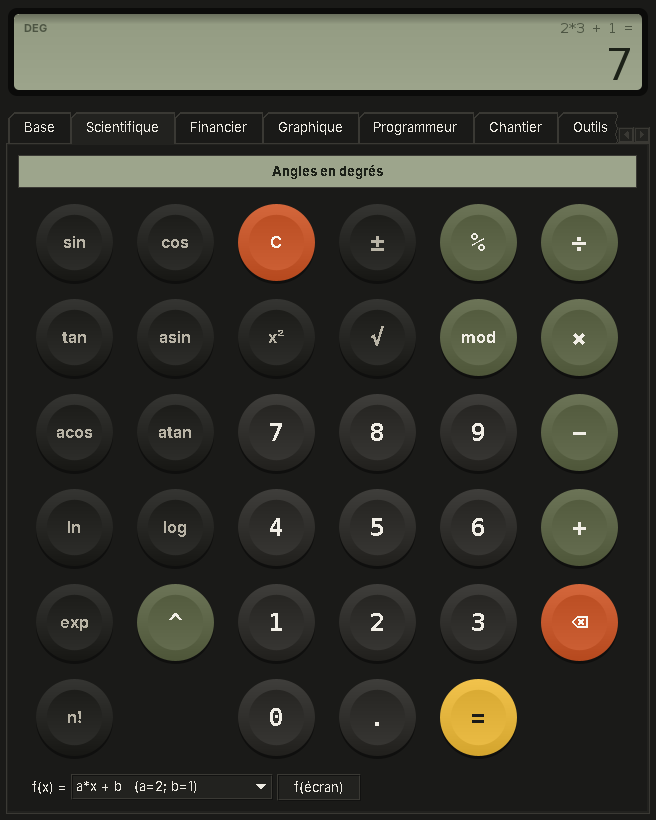 DEG 2*3 + 1 =
7
Base Scientifique Financier Graphique Programmeur Chantier Outils
Angles en degrés
sin cos C ± % ÷
tan asin x² √ mod ×
acos atan 7 8 9 −
ln log 4 5 6 +
exp ^ 1 2 3 ⌫
n! 0 . =
f(x) = a*x + b (a=2; b=1) f(écran)